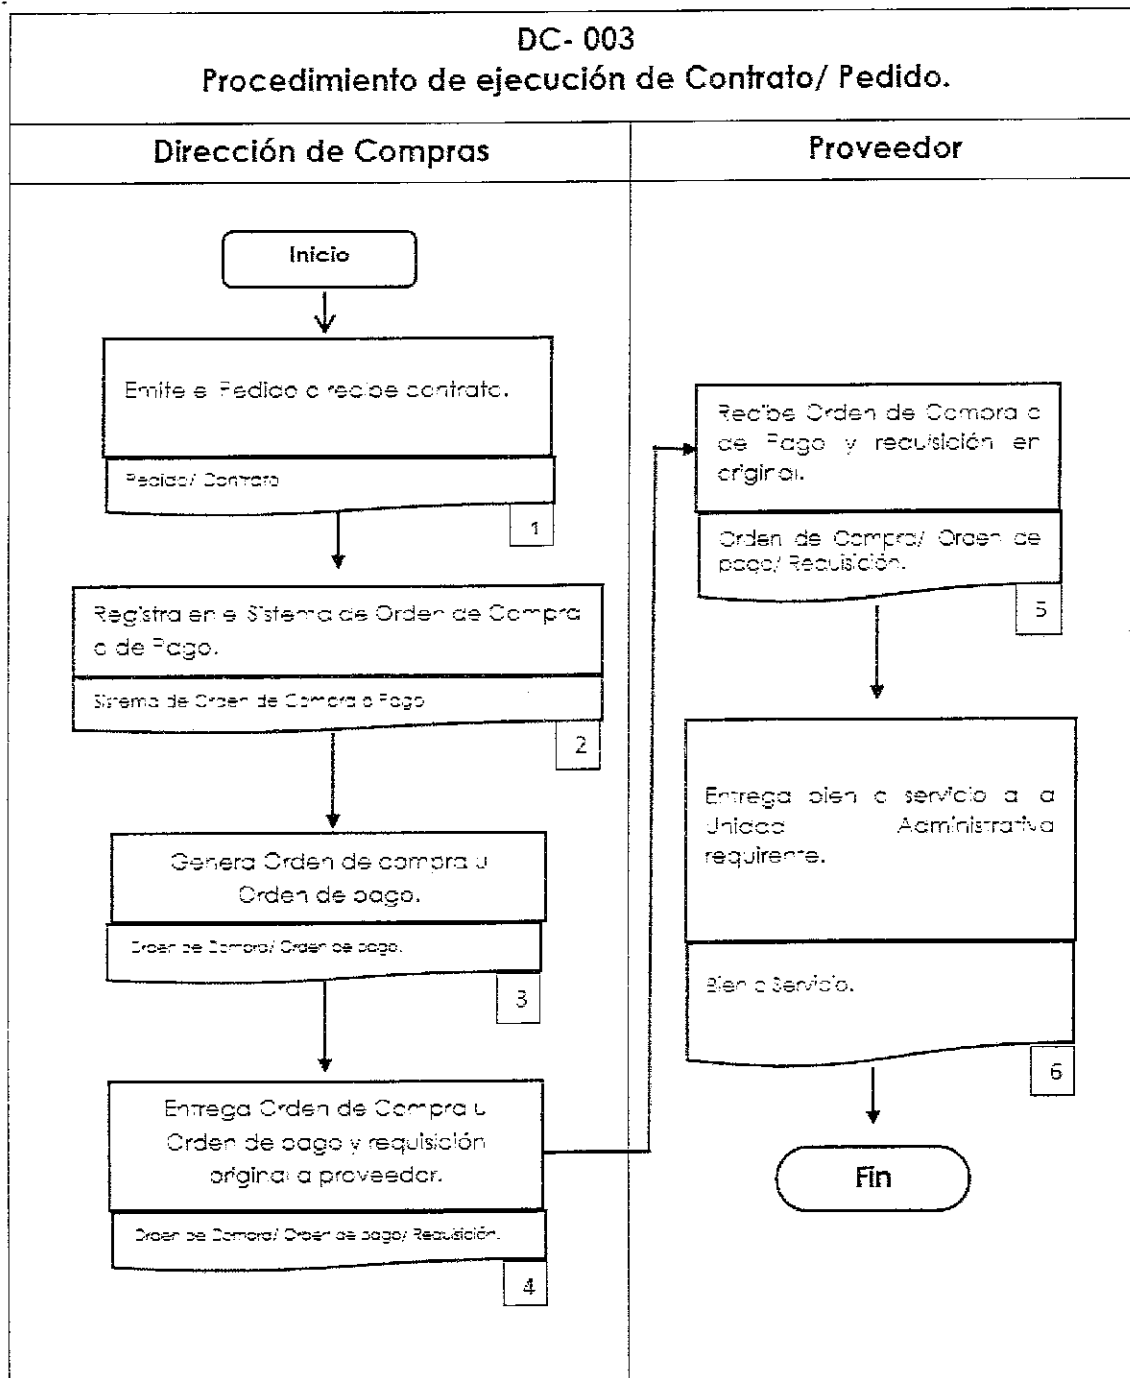 DC- 003
Procedimiento de ejecución de Contrato/ Pedido.
Dirección de Compras
Proveedor
Inicio
Emite el Pedido o recibe contrato.
Pedido/ Contrato
1
Registra en el Sistema de Orden de Compra
o de Pago.
Sistema de Orden de Compra o Pago
2
Genera Orden de compra u
Orden de pago.
Orden de Compra/ Orden de pago.
3
Entrega Orden de Compra u
Orden de pago y requisición
original a proveedor.
Orden de Compra/ Orden de pago/ Requisición.
4
Recibe Orden de Compra o
de Pago y requisición en
original.
Orden de Compra/ Orden de
pago/ Requisición.
5
Entrega bien o servicio a la
Unidad Administrativa
requirente.
Bien o Servicio.
6
Fin